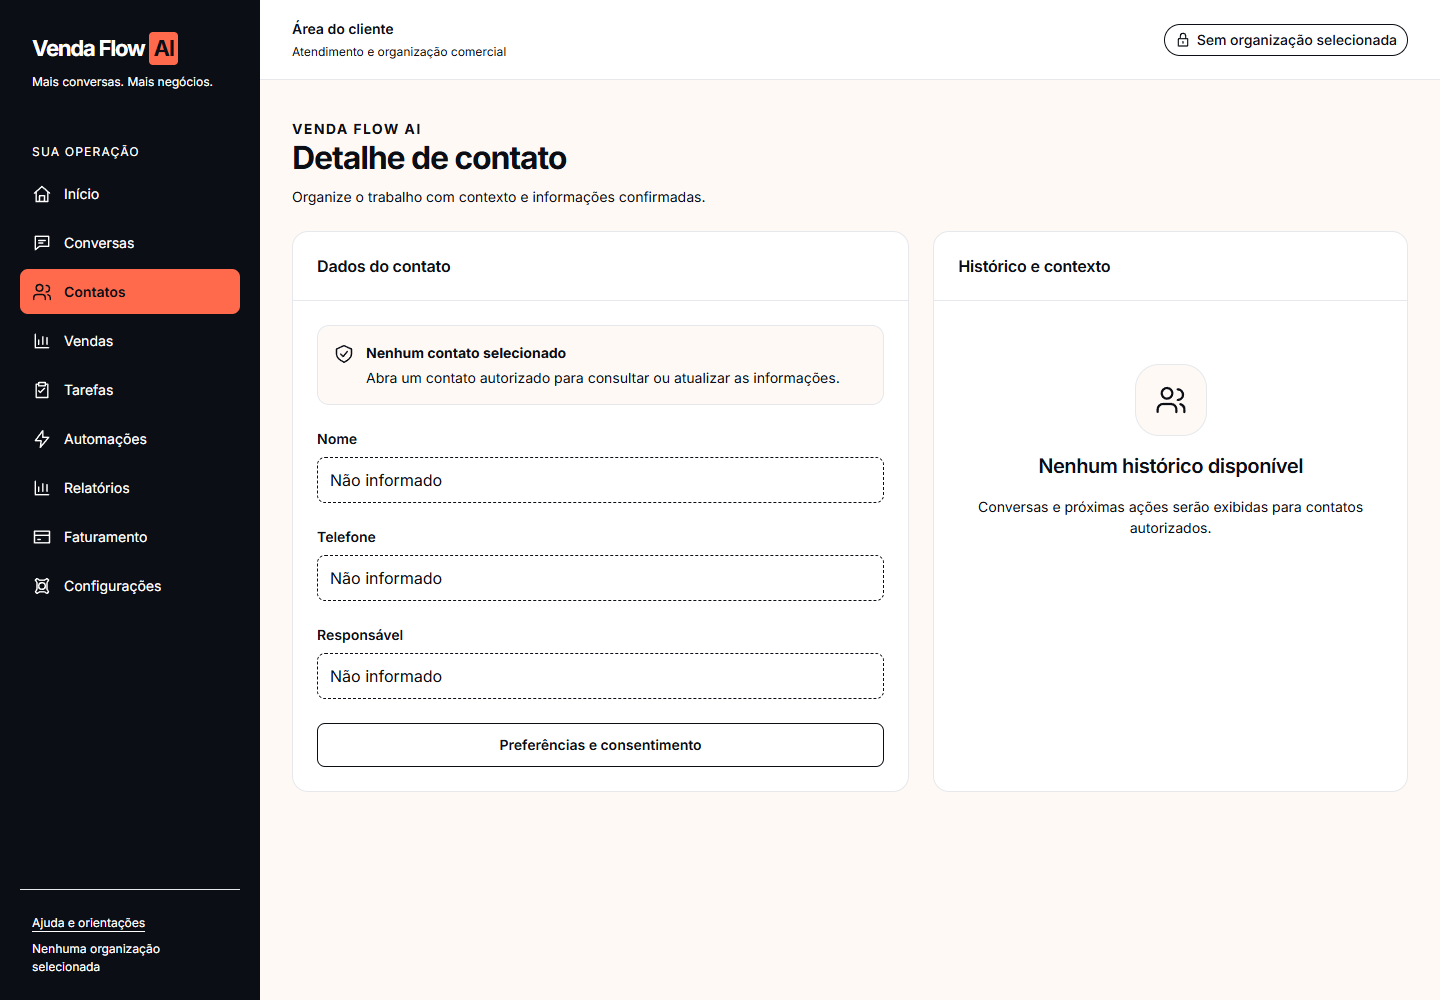 Venda Flow AI
Mais conversas. Mais negócios.
SUA OPERAÇÃO
Início
Conversas
Contatos
Vendas
Tarefas
Automações
Relatórios
Faturamento
Configurações
Ajuda e orientações
Nenhuma organização
selecionada
Área do cliente
Atendimento e organização comercial
Sem organização selecionada
VENDA FLOW AI
Detalhe de contato
Organize o trabalho com contexto e informações confirmadas.
Dados do contato
Nenhum contato selecionado
Abra um contato autorizado para consultar ou atualizar as informações.
Nome
Não informado
Telefone
Não informado
Responsável
Não informado
Preferências e consentimento
Histórico e contexto
Nenhum histórico disponível
Conversas e próximas ações serão exibidas para contatos
autorizados.